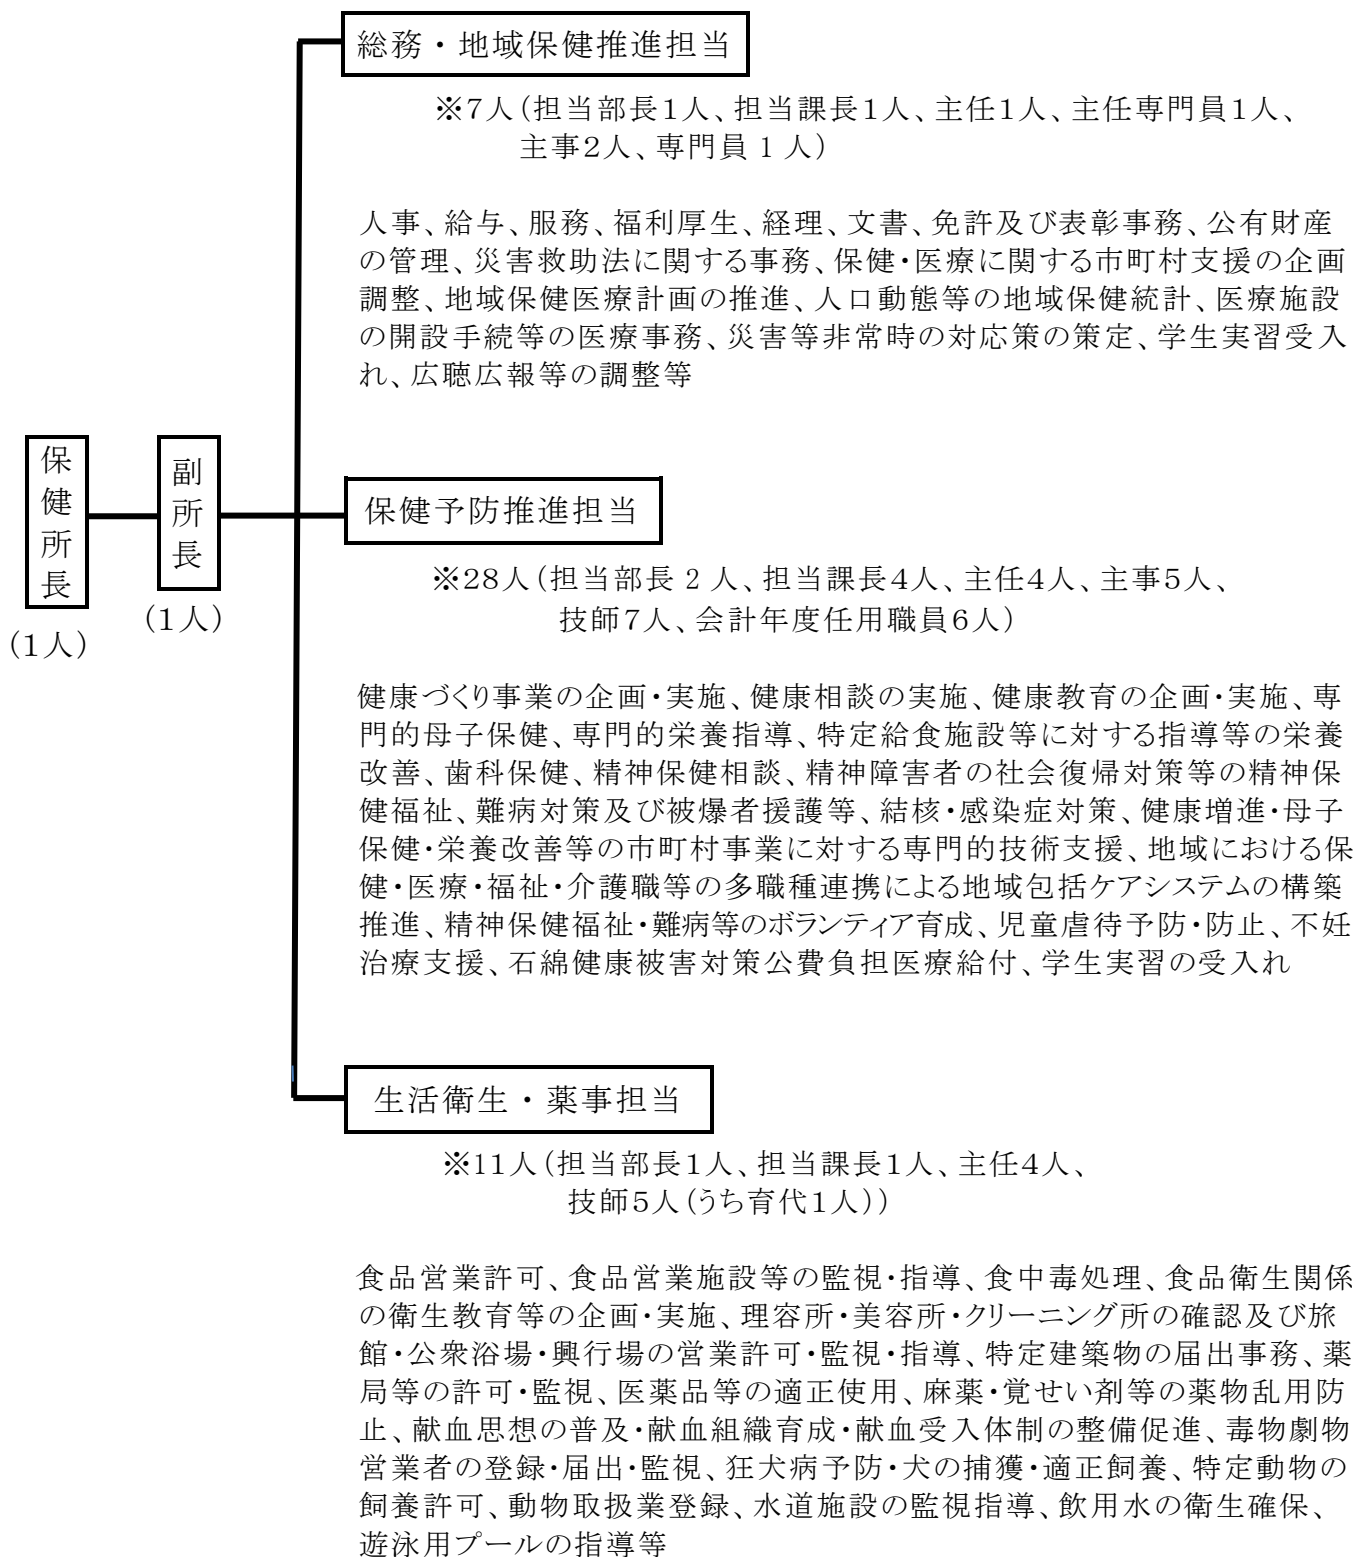 総務・地域保健推進担当
※7人(担当部長1人、担当課長1人、主任1人、主任専門員1人、
主事2人、専門員1人)
人事、給与、服務、福利厚生、経理、文書、免許及び表彰事務、公有財産
の管理、災害救助法に関する事務、保健・医療に関する市町村支援の企画
調整、地域保健医療計画の推進、人口動態等の地域保健統計、医療施設
の開設手続等の医療事務、災害等非常時の対応策の策定、学生実習受入
れ、広聴広報等の調整等
保健所長
(1人)
副所長
(1人)
保健予防推進担当
※28人(担当部長2人、担当課長4人、主任4人、主事5人、
技師7人、会計年度任用職員6人)
健康づくり事業の企画・実施、健康相談の実施、健康教育の企画・実施、専
門的母子保健、専門的栄養指導、特定給食施設等に対する指導等の栄養
改善、歯科保健、精神保健相談、精神障害者の社会復帰対策等の精神保
健福祉、難病対策及び被爆者援護等、結核・感染症対策、健康増進・母子
保健・栄養改善等の市町村事業に対する専門的技術支援、地域における保
健・医療・福祉・介護職等の多職種連携による地域包括ケアシステムの構築
推進、精神保健福祉・難病等のボランティア育成、児童虐待予防・防止、不妊
治療支援、石綿健康被害対策公費負担医療給付、学生実習の受入れ
生活衛生・薬事担当
※11人(担当部長1人、担当課長1人、主任4人、
技師5人(うち育代1人))
食品営業許可、食品営業施設等の監視・指導、食中毒処理、食品衛生関係
の衛生教育等の企画・実施、理容所・美容所・クリーニング所の確認及び旅
館・公衆浴場・興行場の営業許可・監視・指導、特定建築物の届出事務、薬
局等の許可・監視、医薬品等の適正使用、麻薬・覚せい剤等の薬物乱用防
止、献血思想の普及・献血組織育成・献血受入体制の整備促進、毒物劇物
営業者の登録・届出・監視、狂犬病予防・犬の捕獲・適正飼養、特定動物の
飼養許可、動物取扱業登録、水道施設の監視指導、飲用水の衛生確保、
遊泳用プールの指導等